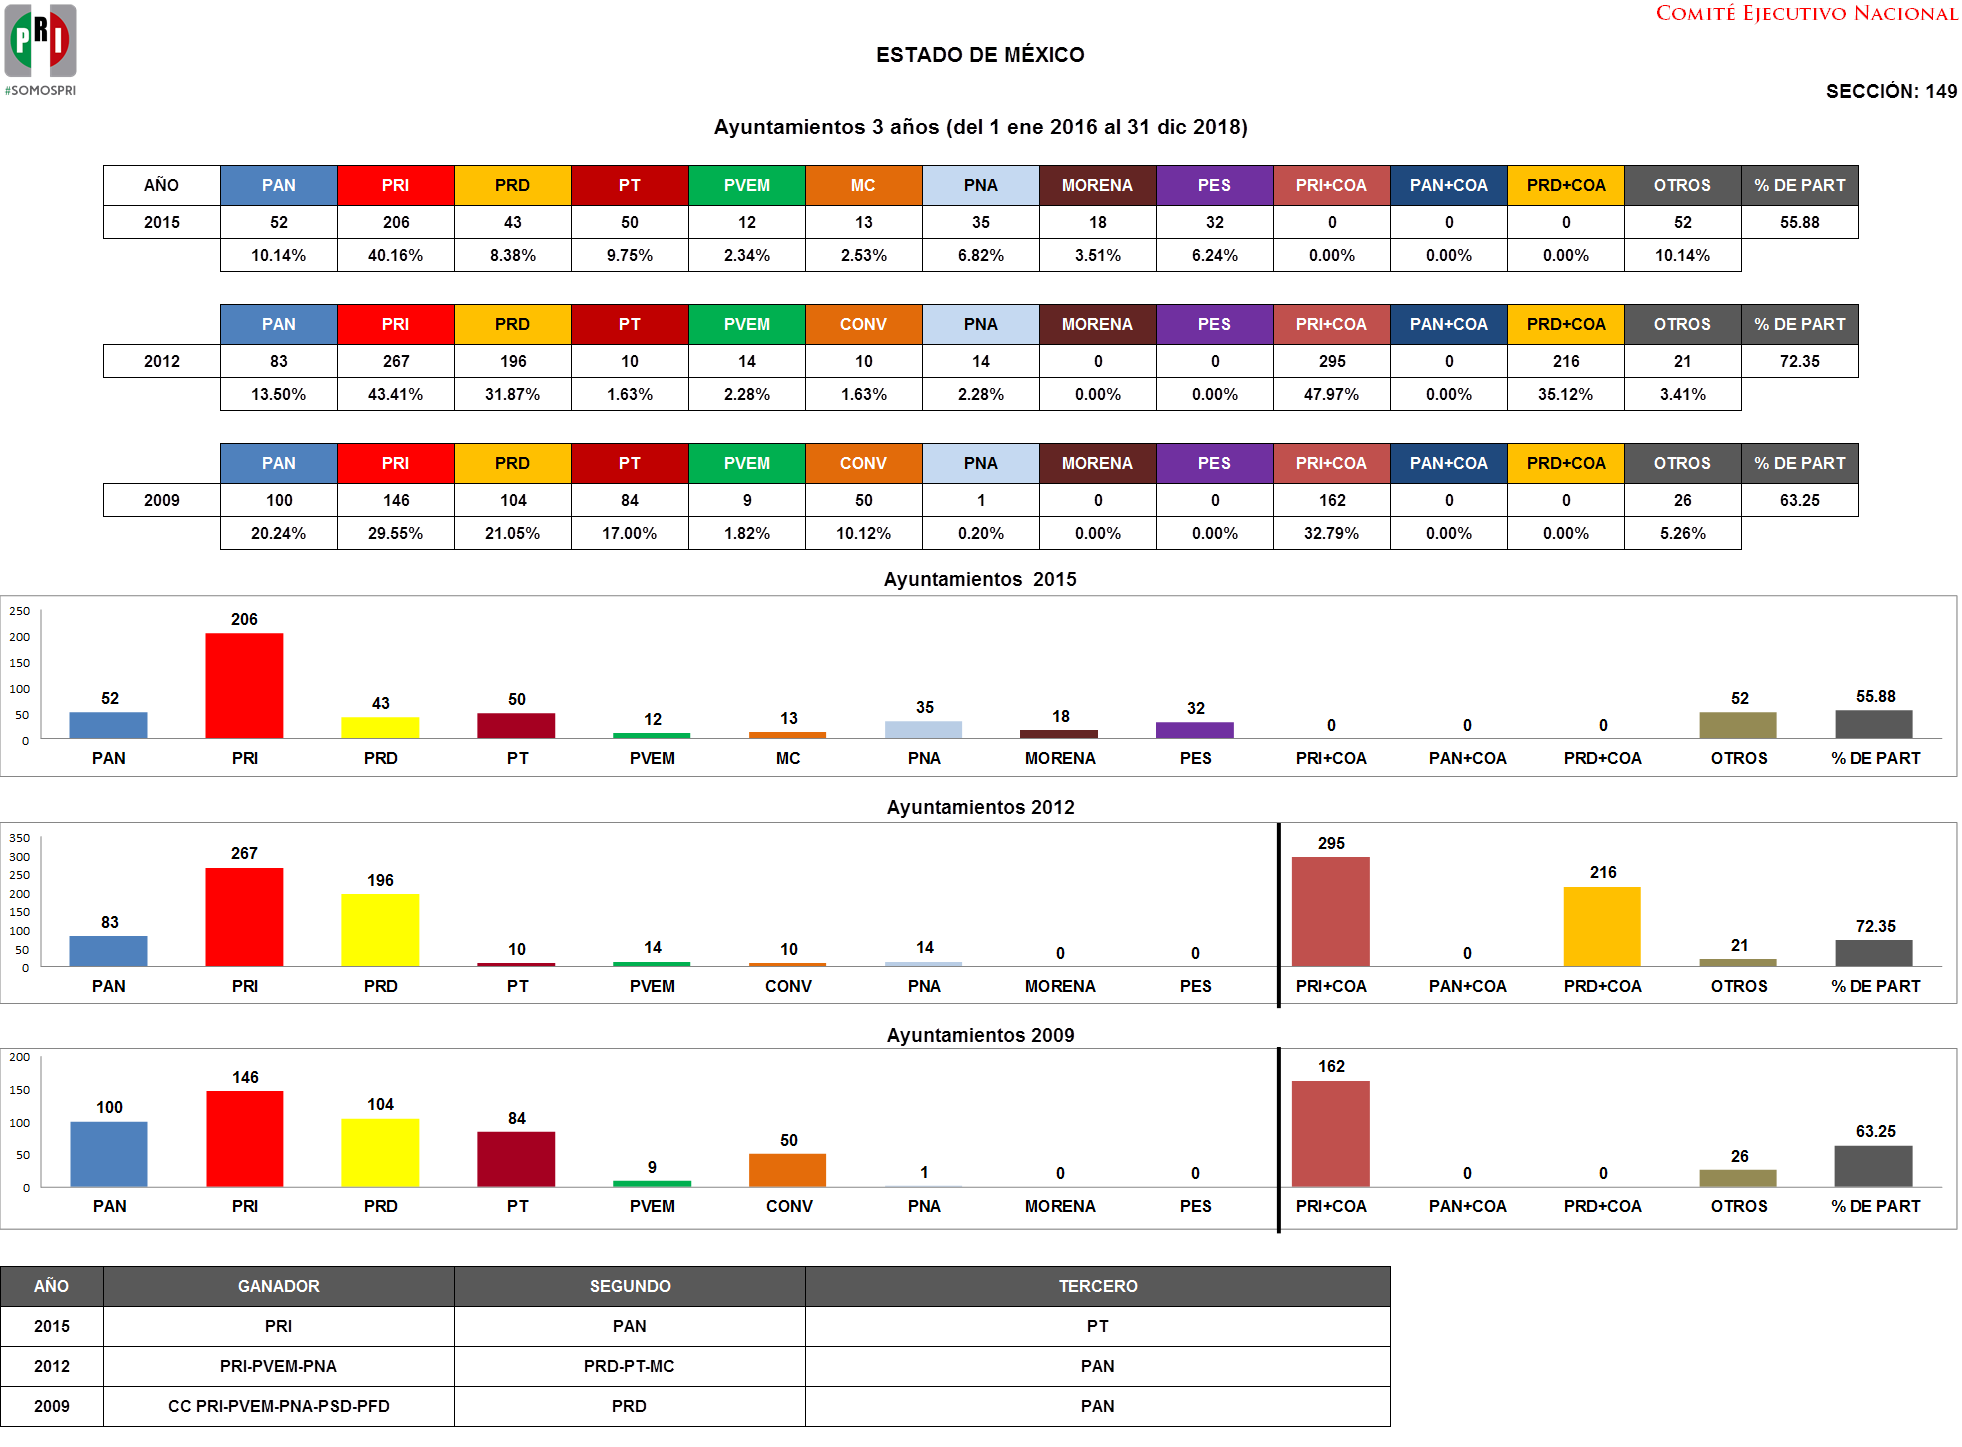 PRI
#SOMOSPRI
COMITÉ EJECUTIVO NACIONAL
ESTADO DE MÉXICO
SECCIÓN: 149
Ayuntamientos 3 años (del 1 ene 2016 al 31 dic 2018)
AÑO PAN PRI PRD PT PVEM MC PNA MORENA PES PRI+COA PAN+COA PRD+COA OTROS % DE PART
2015 52 206 43 50 12 13 35 18 32 0 0 0 52 55.88
10.14% 40.16% 8.38% 9.75% 2.34% 2.53% 6.82% 3.51% 6.24% 0.00% 0.00% 0.00% 10.14%
PAN PRI PRD PT PVEM CONV PNA MORENA PES PRI+COA PAN+COA PRD+COA OTROS % DE PART
2012 83 267 196 10 14 10 14 0 0 295 0 216 21 72.35
13.50% 43.41% 31.87% 1.63% 2.28% 1.63% 2.28% 0.00% 0.00% 47.97% 0.00% 35.12% 3.41%
PAN PRI PRD PT PVEM CONV PNA MORENA PES PRI+COA PAN+COA PRD+COA OTROS % DE PART
2009 100 146 104 84 9 50 1 0 0 162 0 0 26 63.25
20.24% 29.55% 21.05% 17.00% 1.82% 10.12% 0.20% 0.00% 0.00% 32.79% 0.00% 0.00% 5.26%
Ayuntamientos 2015
250
200
150
100
50
0
52 206 43 50 12 13 35 18 32 0 0 0 52 55.88
PAN PRI PRD PT PVEM MC PNA MORENA PES PRI+COA PAN+COA PRD+COA OTROS % DE PART
Ayuntamientos 2012
350
300
250
200
150
100
50
0
83 267 196 10 14 10 14 0 0 295 0 216 21 72.35
PAN PRI PRD PT PVEM CONV PNA MORENA PES PRI+COA PAN+COA PRD+COA OTROS % DE PART
Ayuntamientos 2009
200
150
100
50
0
100 146 104 84 9 50 1 0 0 162 0 0 26 63.25
PAN PRI PRD PT PVEM CONV PNA MORENA PES PRI+COA PAN+COA PRD+COA OTROS % DE PART
AÑO GANADOR SEGUNDO TERCERO
2015 PRI PAN PT
2012 PRI-PVEM-PNA PRD-PT-MC PAN
2009 CC PRI-PVEM-PNA-PSD-PFD PRD PAN